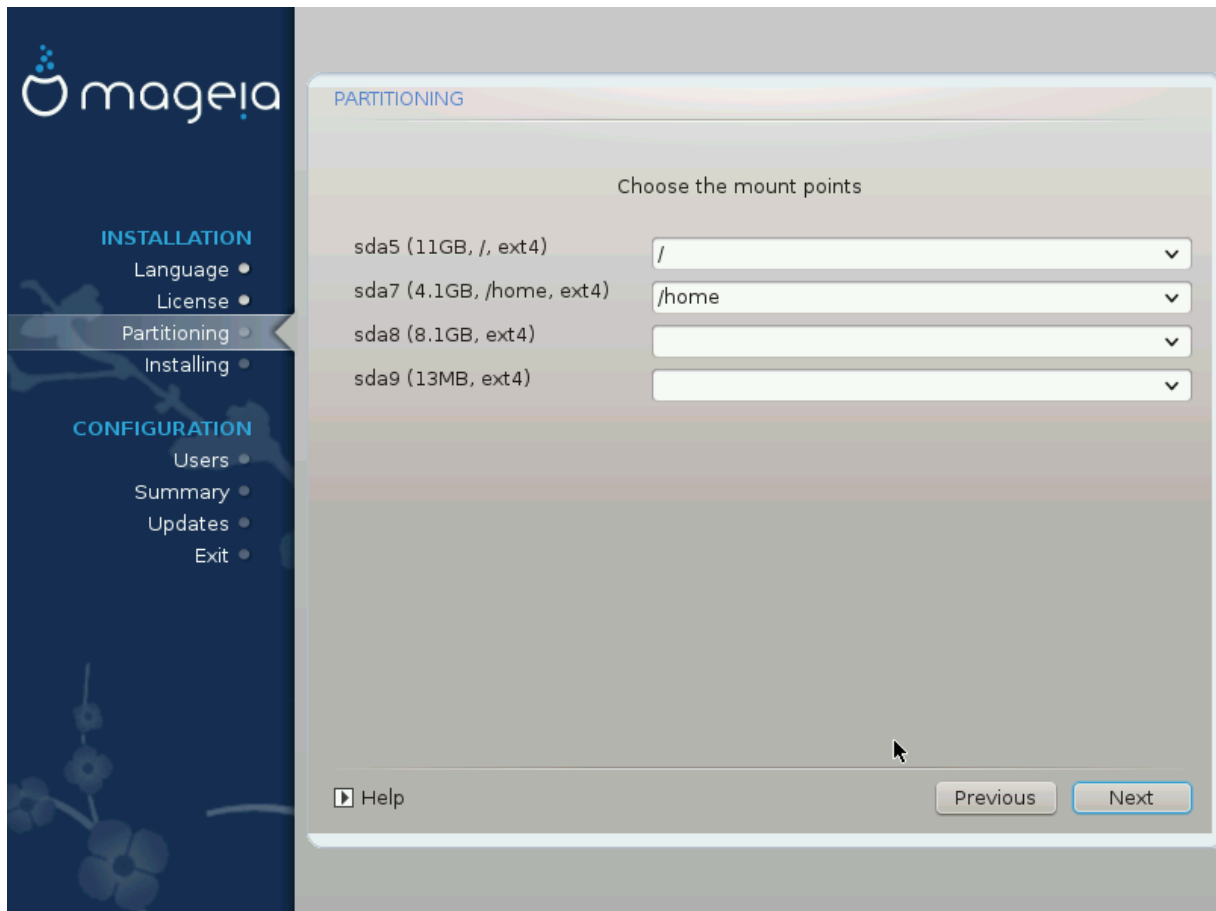 mageia
INSTALLATION
Language
License
Partitioning
Installing
CONFIGURATION
Users
Summary
Updates
Exit
PARTITIONING
Choose the mount points
sda5 (11GB, /, ext4) /
sda7 (4.1GB, /home, ext4) /home
sda8 (8.1GB, ext4)
sda9 (13MB, ext4)
Help Previous Next